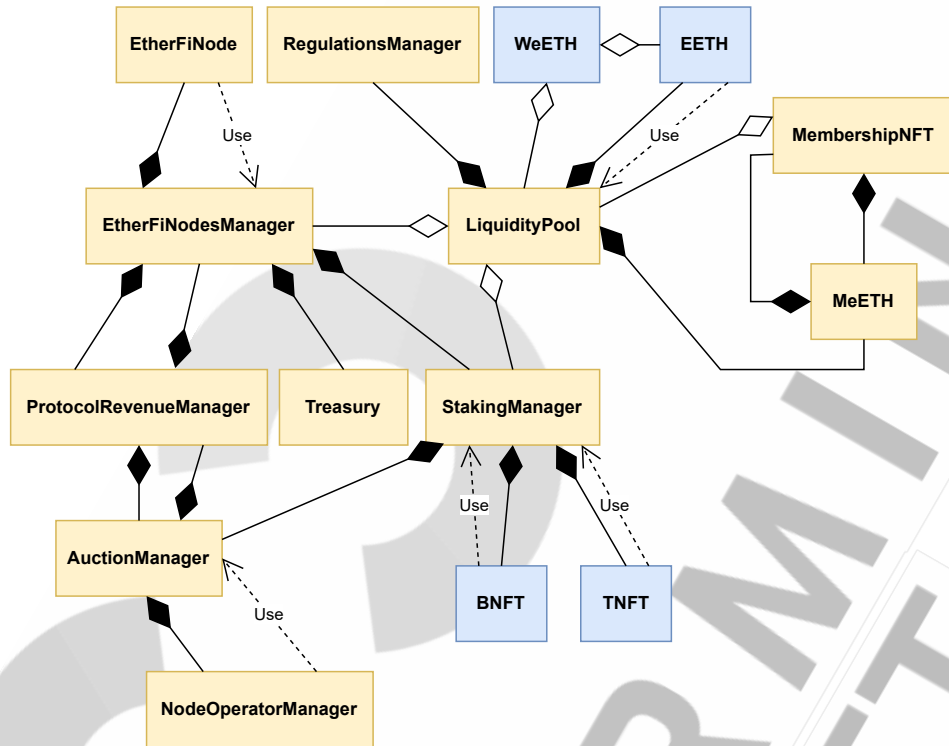 EtherFiNode
RegulationsManager
WeETH
EETH
Use
Use
MembershipNFT
EtherFiNodesManager
LiquidityPool
MeETH
ProtocolRevenueManager
Treasury
StakingManager
Use
Use
AuctionManager
BNFT
TNFT
Use
NodeOperatorManager